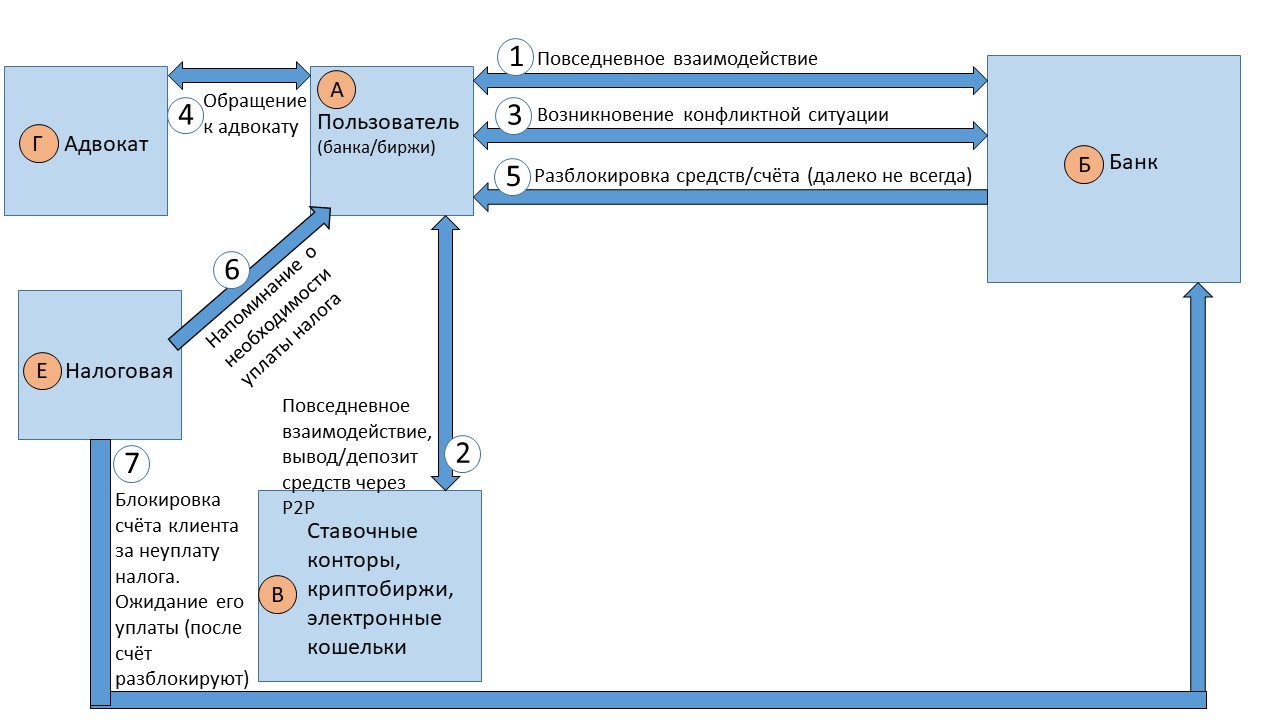 1
Повседневное взаимодействие
А
Пользователь
(банка/биржи)
4
Обращение
к адвокату
Г
Адвокат
3
Возникновение конфликтной ситуации
Б
Банк
5
Разблокировка средств/счёта (далеко не всегда)
6
Напоминание о
необходимости
уплаты налога
Е
Налоговая
Повседневное
взаимодействие,
вывод/депозит
средств через
P2P
2
7
Блокировка
счёта клиента
за неуплату
налога.
Ожидание его
уплаты (после
счёт
разблокируют)
В
Ставочные
конторы,
криптобиржи,
электронные
кошельки